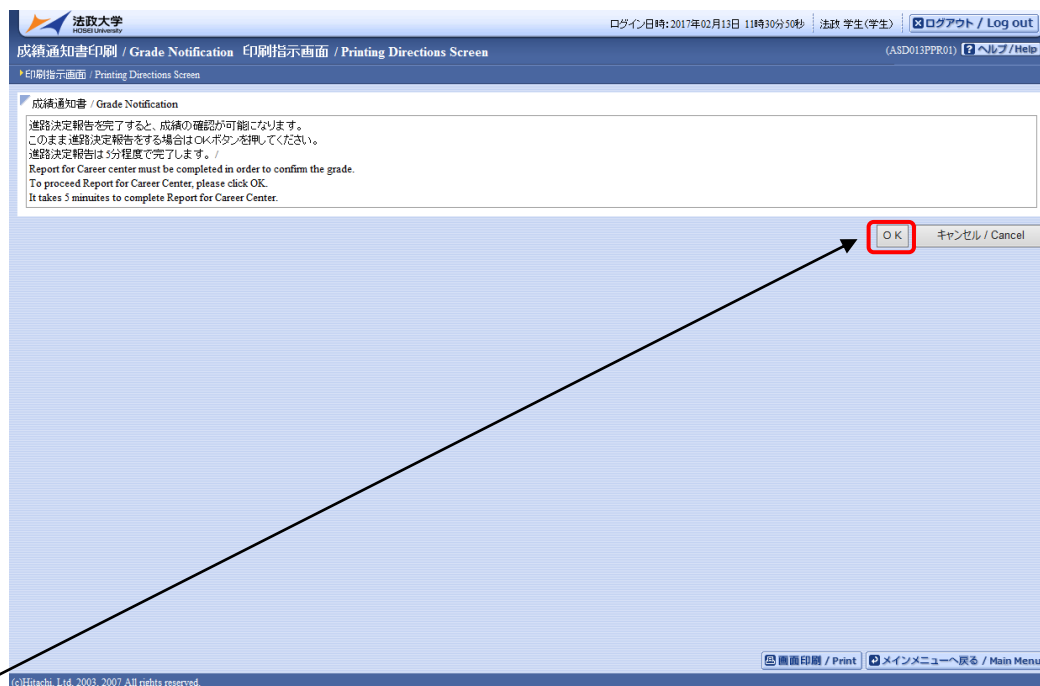 法政大学
HOSEI University
ログイン日時:2017年02月13日 11時30分50秒 法政 学生(学生) ログアウト / Log out
成績通知書印刷 / Grade Notification 印刷指示画面 / Printing Directions Screen (ASD013PPR01) ? ヘルプ/Help
印刷指示画面 / Printing Directions Screen
成績通知書 / Grade Notification
進路決定報告を完了すると、成績の確認が可能になります。
このまま進路決定報告をする場合はOKボタンを押してください。
進路決定報告は5分程度で完了します。 /
Report for Career center must be completed in order to confirm the grade.
To proceed Report for Career Center, please click OK.
It takes 5 minuites to complete Report for Career Center.
OK キャンセル / Cancel
画面印刷 / Print メインメニューへ戻る / Main Menu
(c)Hitachi, Ltd. 2003, 2007 All rights reserved.